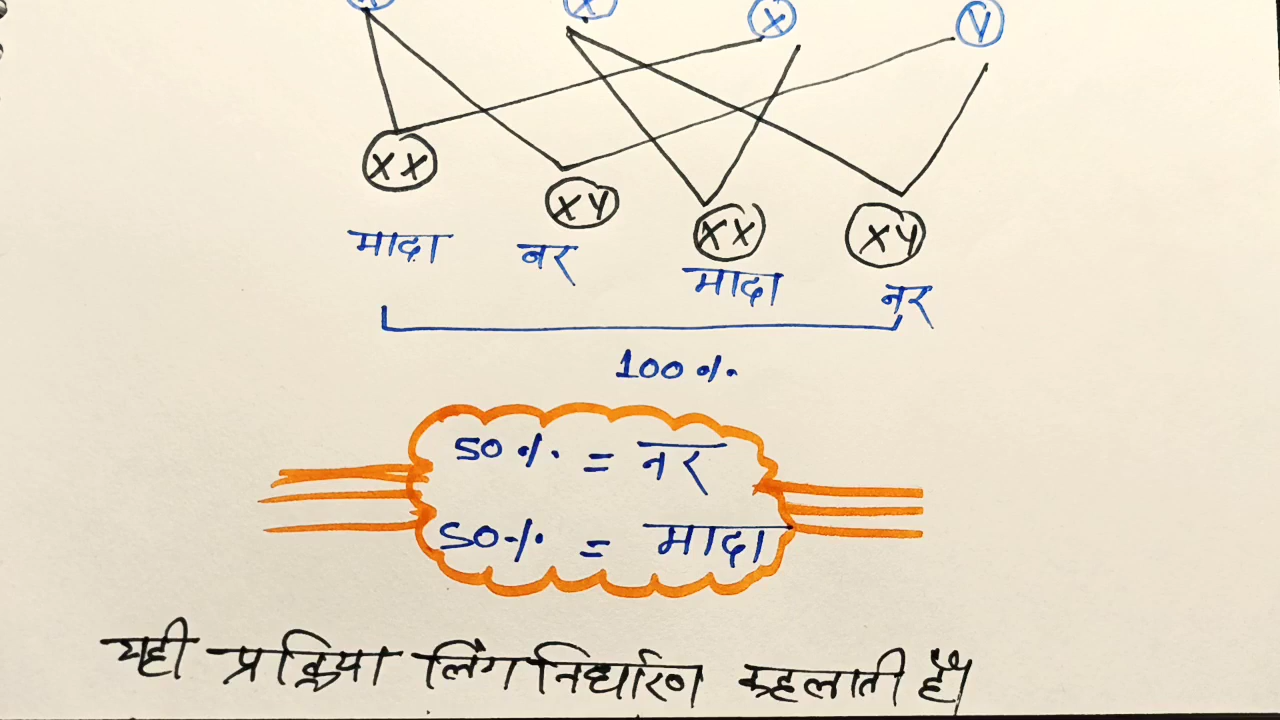 X X X Y
XX XY XX XY
मादा नर मादा नर
100%
50% = नर
50% = मादा
यही प्रक्रिया लिंग निर्धारण कहलाती है।